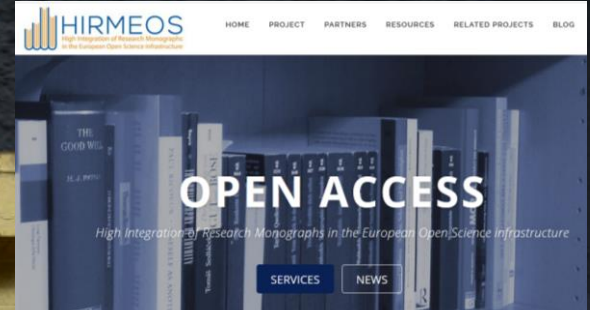 HIRMEOS
High Integration of Research Monographs
in the European Open Science Infrastructure
HOME PROJECT PARTNERS RESOURCES RELATED PROJECTS BLOG
THE
GOOD WILL
OPEN ACCESS
High Integration of Research Monographs in the European Open Science infrastructure
SERVICES NEWS